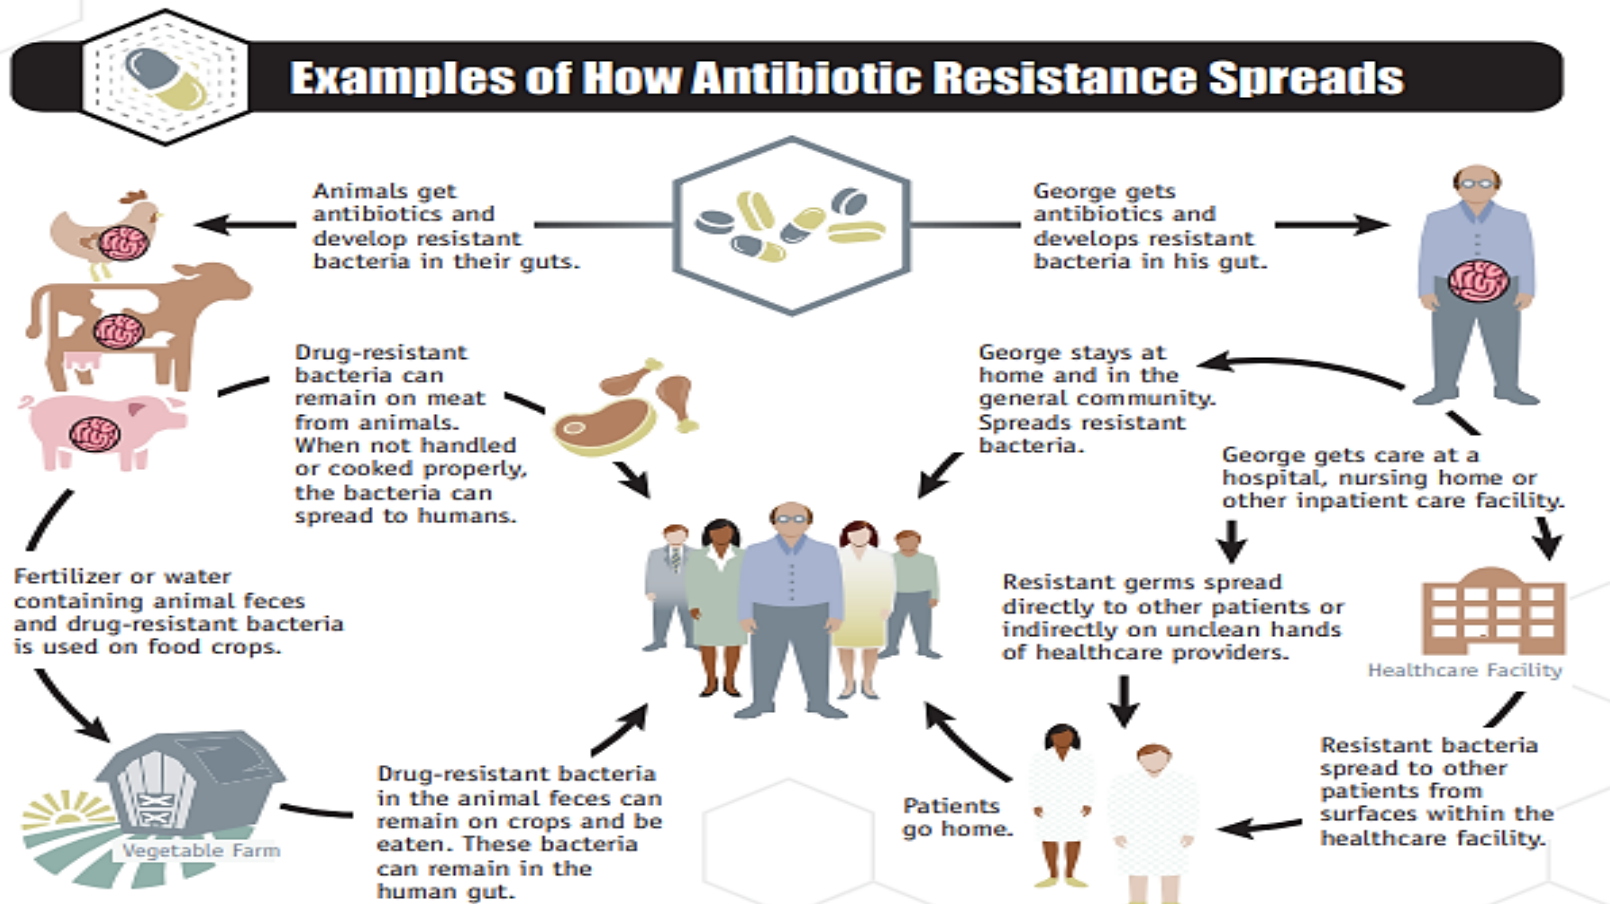 Examples of How Antibiotic Resistance Spreads
Animals get
antibiotics and
develop resistant
bacteria in their guts.
George gets
antibiotics and
develops resistant
bacteria in his gut.
Drug-resistant
bacteria can
remain on meat
from animals.
When not handled
or cooked properly,
the bacteria can
spread to humans.
George stays at
home and in the
general community.
Spreads resistant
bacteria.
George gets care at a
hospital, nursing home or
other inpatient care facility.
Fertilizer or water
containing animal feces
and drug-resistant bacteria
is used on food crops.
Resistant germs spread
directly to other patients or
indirectly on unclean hands
of healthcare providers.
Healthcare Facility
Vegetable Farm
Drug-resistant bacteria
in the animal feces can
remain on crops and be
eaten. These bacteria
can remain in the
human gut.
Patients
go home.
Resistant bacteria
spread to other
patients from
surfaces within the
healthcare facility.